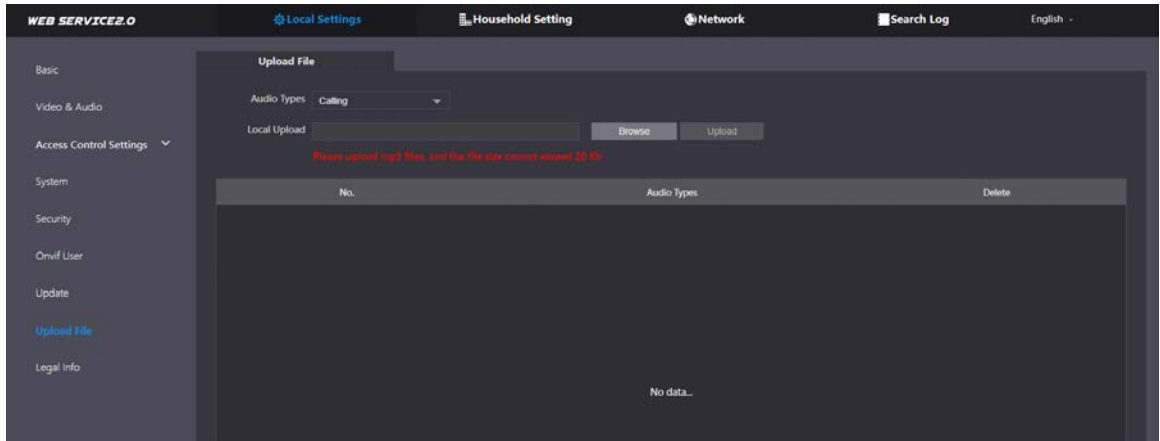 WEB SERVICE2.0
Local Settings
Household Setting
Network
Search Log
English
Basic
Video & Audio
Access Control Settings
System
Security
Onvif User
Update
Upload File
Legal Info
Upload File
Audio Types Calling
Local Upload Browse Upload
Please upload mp3 files, and the file size cannot exceed 20 Kb
No. Audio Types Delete
No data...